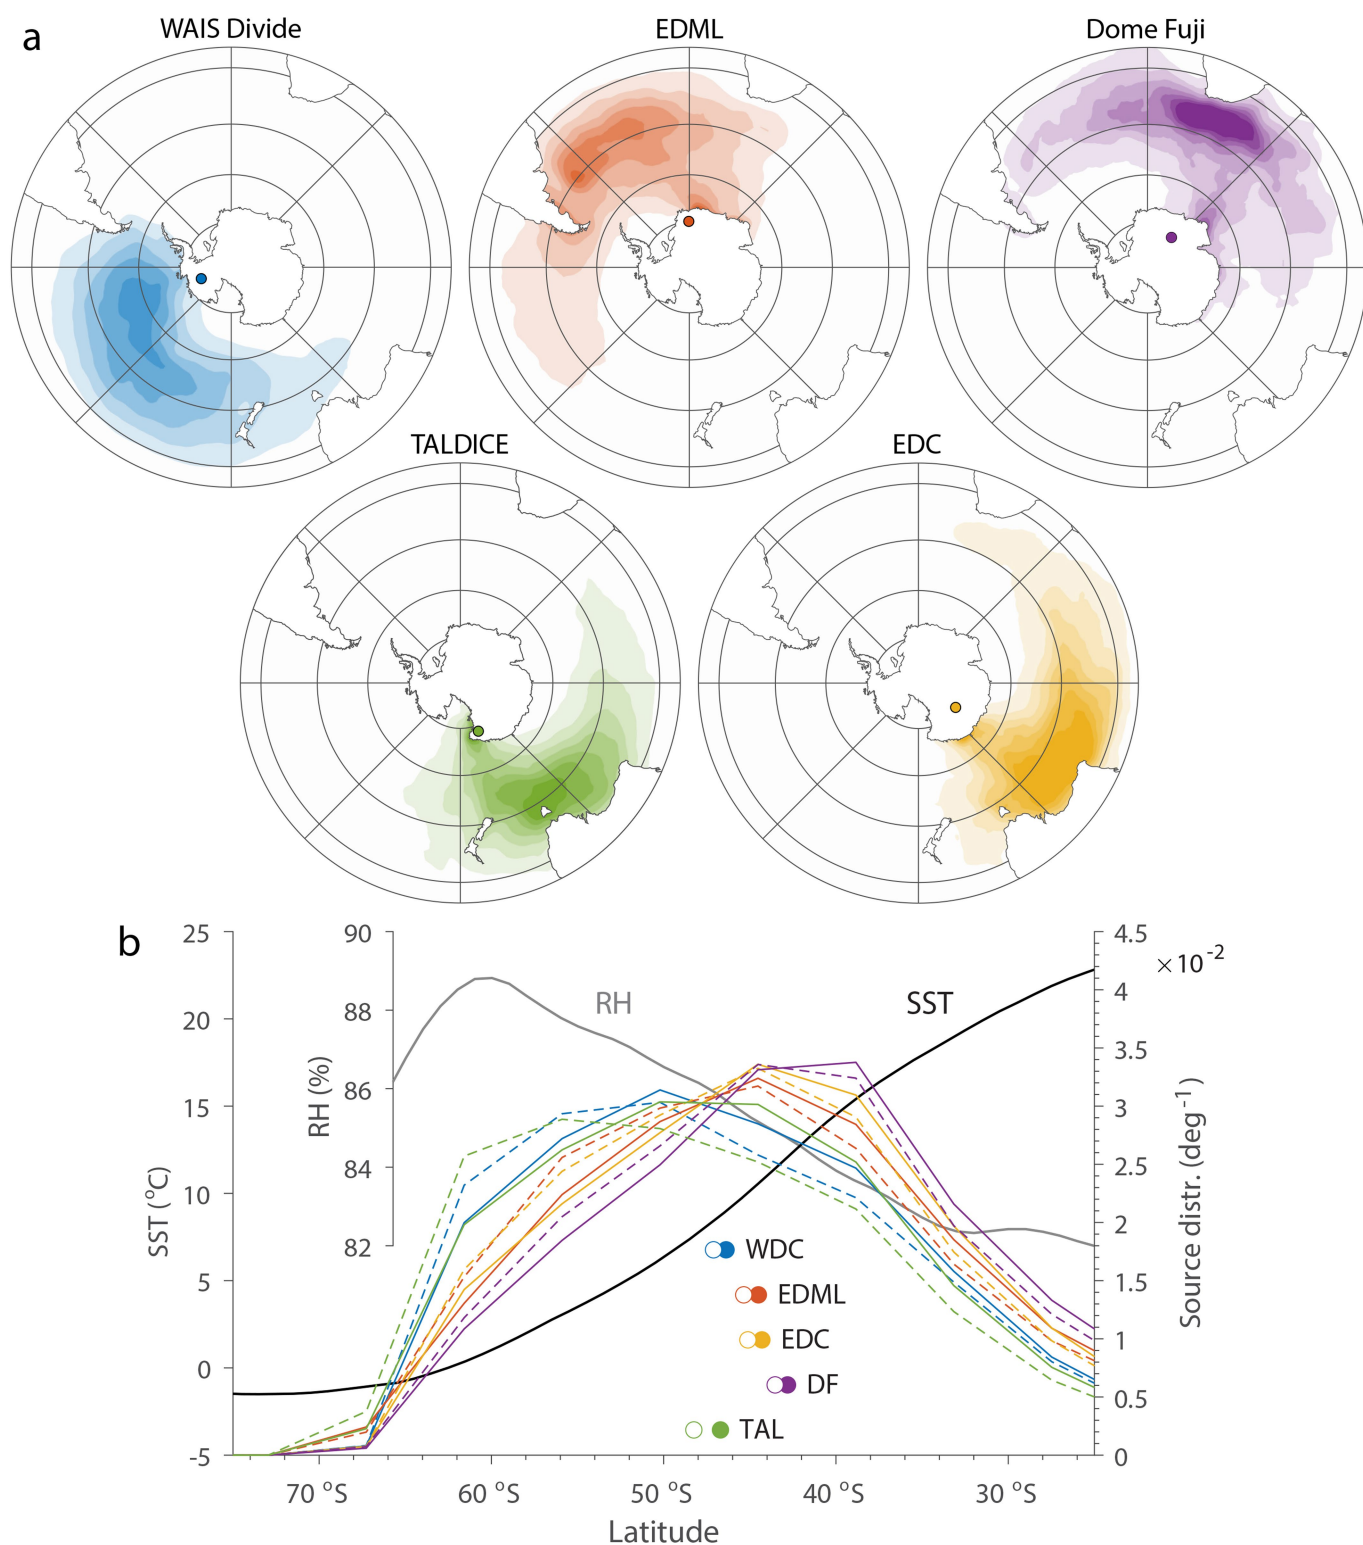 a
WAIS Divide
EDML
Dome Fuji
TALDICE
EDC
b
25
20
15
10
5
0
-5
SST (°C)
90
88
86
84
82
RH (%)
RH
SST
4.5
4
3.5
3
2.5
2
1.5
1
0.5
0
×10⁻²
Source distr. (deg⁻¹)
WDC
EDML
EDC
DF
TAL
70 °S
60 °S
50 °S
40 °S
30 °S
Latitude